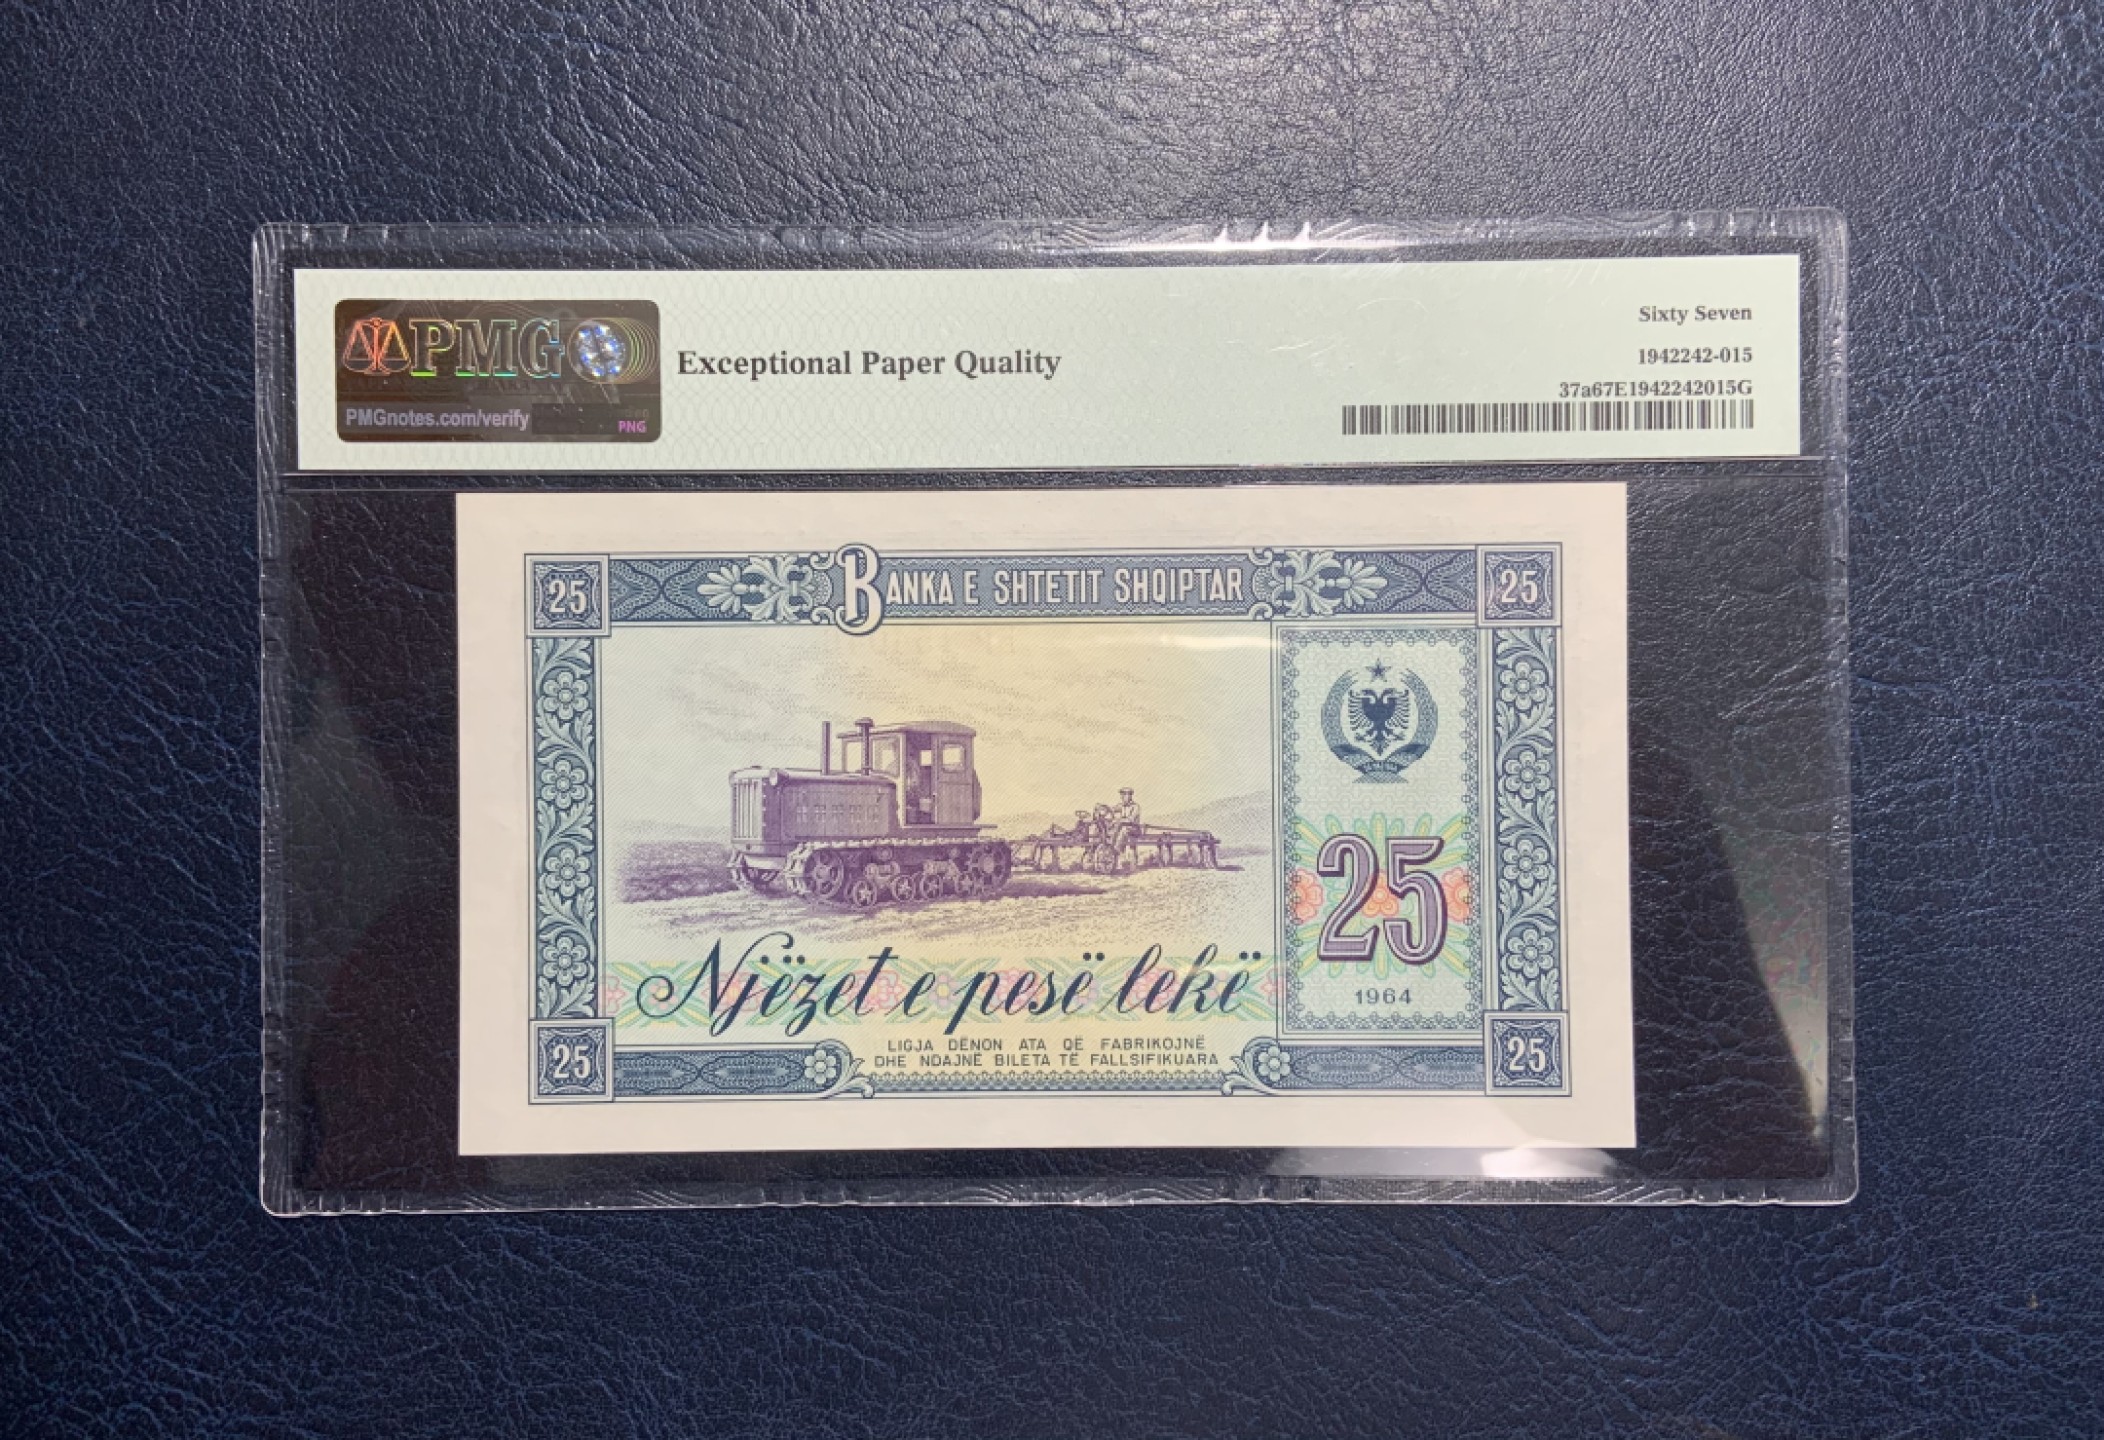 PMG
PMGnotes.com/verify
PNG
Exceptional Paper Quality
Sixty Seven
1942242-015
37a67E1942242015G
25
BANKA E SHTETIT SHQIPTAR
25
25
1964
Njëzet e pesë lekë
LIGJA DËNON ATA QË FABRIKOJNË
DHE NDAJNË BILETA TË FALLSIFIKUARA
25
25